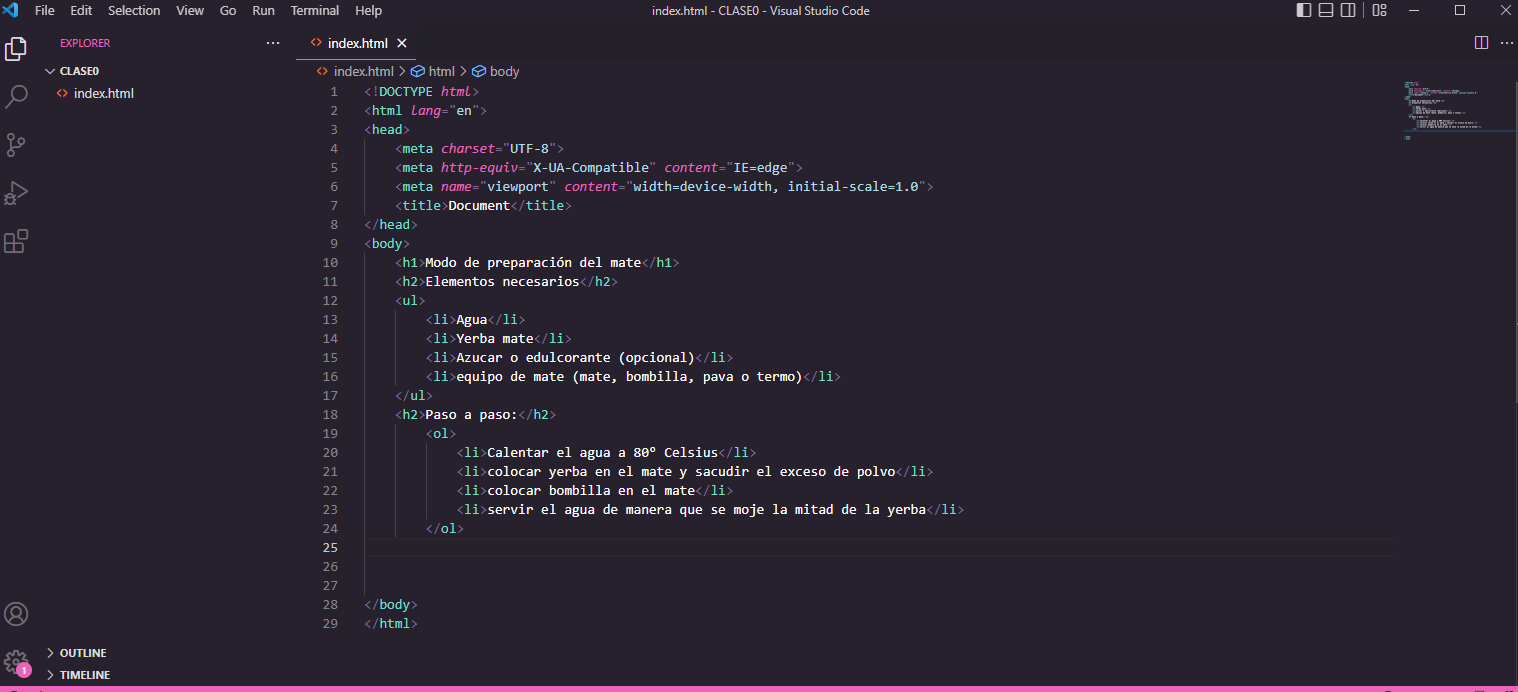 File Edit Selection View Go Run Terminal Help index.html - CLASE0 - Visual Studio Code
EXPLORER
index.html
CLASE0
index.html
index.html > html > body
1 <!DOCTYPE html>
2 <html lang="en">
3 <head>
4 <meta charset="UTF-8">
5 <meta http-equiv="X-UA-Compatible" content="IE=edge">
6 <meta name="viewport" content="width=device-width, initial-scale=1.0">
7 <title>Document</title>
8 </head>
9 <body>
10 <h1>Modo de preparación del mate</h1>
11 <h2>Elementos necesarios</h2>
12 <ul>
13 <li>Agua</li>
14 <li>Yerba mate</li>
15 <li>Azucar o edulcorante (opcional)</li>
16 <li>equipo de mate (mate, bombilla, pava o termo)</li>
17 </ul>
18 <h2>Paso a paso:</h2>
19 <ol>
20 <li>Calentar el agua a 80º Celsius</li>
21 <li>colocar yerba en el mate y sacudir el exceso de polvo</li>
22 <li>colocar bombilla en el mate</li>
23 <li>servir el agua de manera que se moje la mitad de la yerba</li>
24 </ol>
25
26
27
28 </body>
29 </html>
OUTLINE
1
TIMELINE